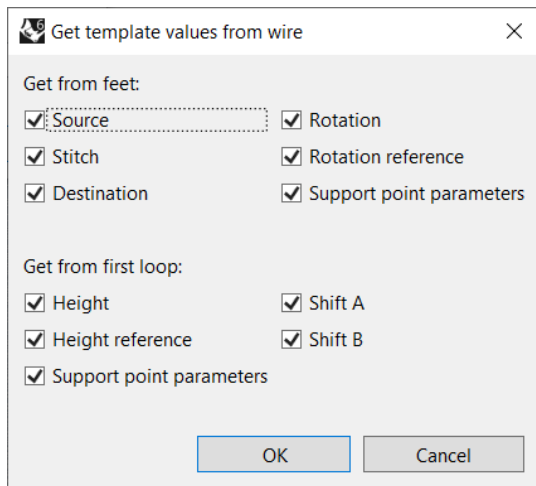 Get template values from wire
Get from feet:
Source
Rotation
Stitch
Rotation reference
Destination
Support point parameters
Get from first loop:
Height
Shift A
Height reference
Shift B
Support point parameters
OK
Cancel